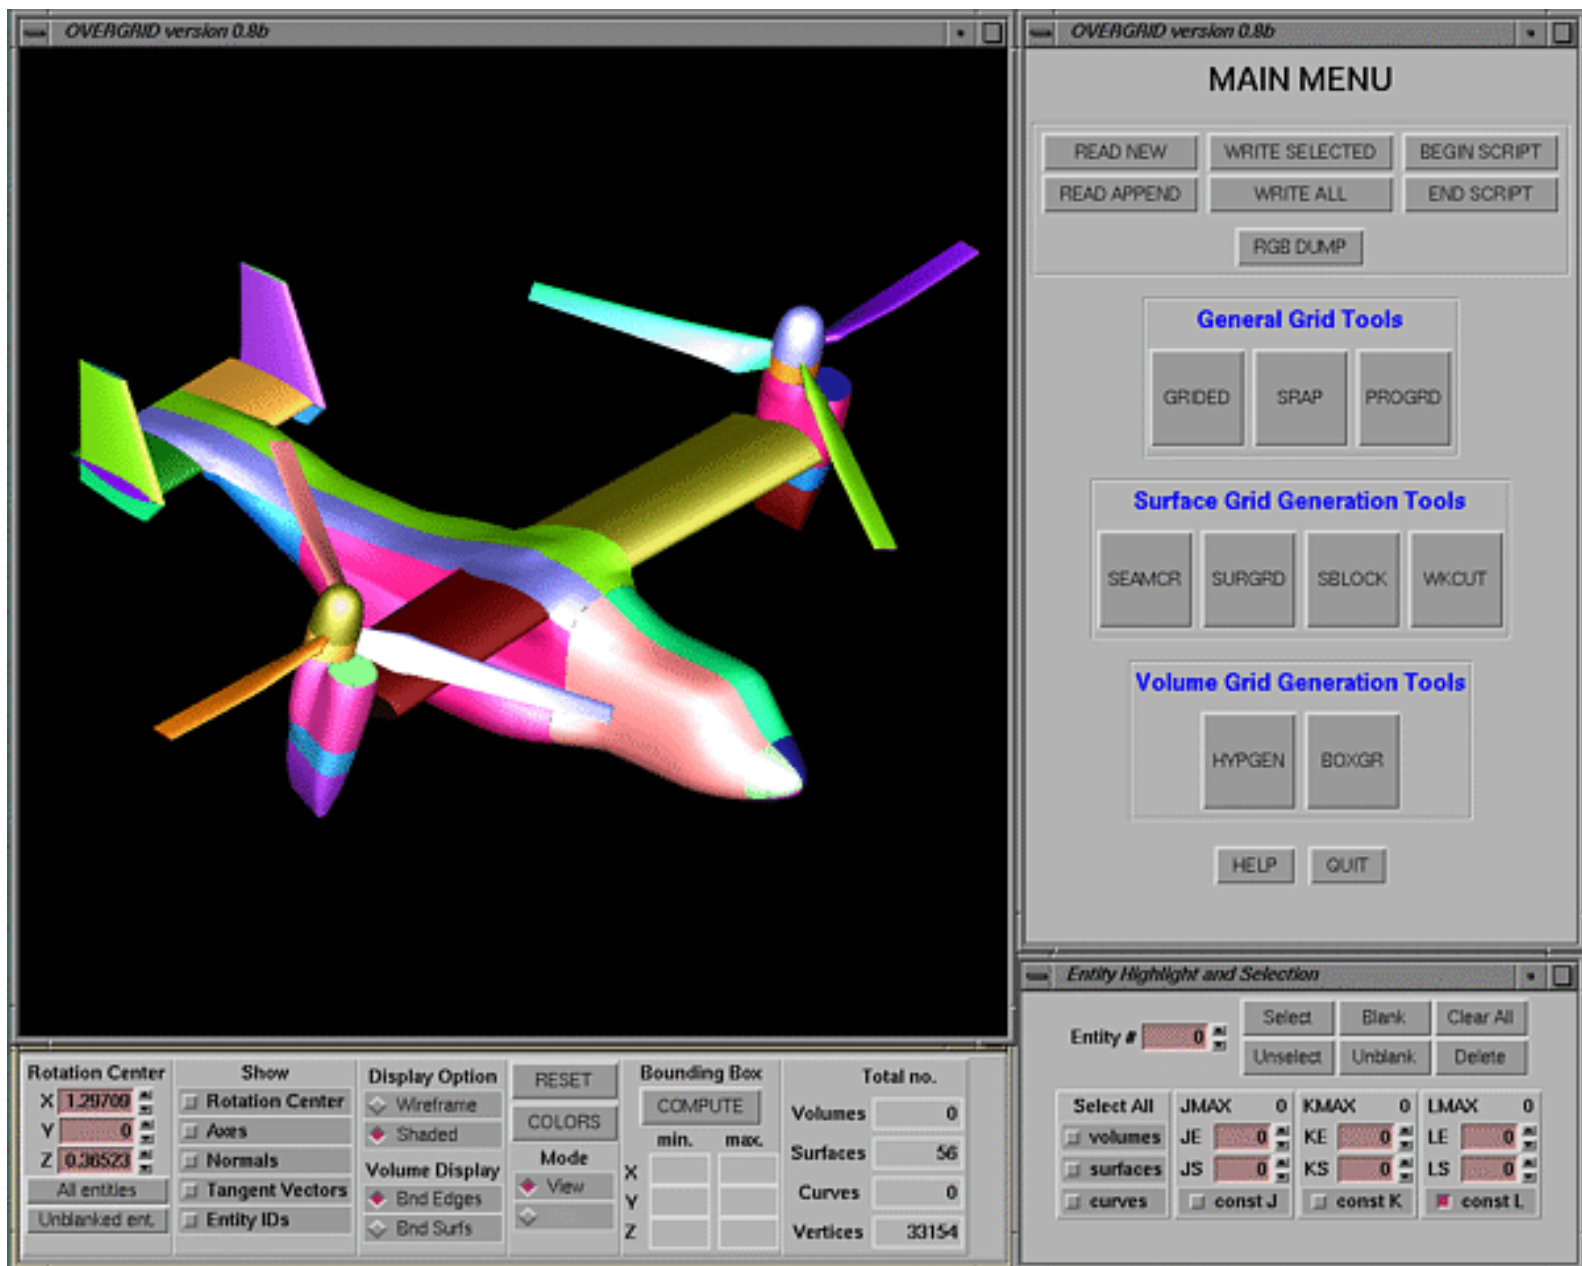 OVERGRID version 0.8b
OVERGRID version 0.8b
MAIN MENU
READ NEW WRITE SELECTED BEGIN SCRIPT
READ APPEND WRITE ALL END SCRIPT
RGB DUMP
General Grid Tools
GRIDED SRAP PROGRD
Surface Grid Generation Tools
SEAMCR SURGRD SBLOCK WKCUT
Volume Grid Generation Tools
HYPGEN BOXGR
HELP QUIT
Rotation Center
X 1.29709
Y 0
Z 0.36523
All entities
Unblanked ent.
Show
Rotation Center
Axes
Normals
Tangent Vectors
Entity IDs
Display Option
Wireframe
Shaded
Volume Display
Bnd Edges
Bnd Surfs
RESET
COLORS
Mode
View
Bounding Box
COMPUTE
min. max.
X
Y
Z
Total no.
Volumes 0
Surfaces 56
Curves 0
Vertices 33154
Entity Highlight and Selection
Entity # 0
Select Blank Clear All
Unselect Unblank Delete
Select All
volumes
surfaces
curves
JMAX 0 KMAX 0 LMAX 0
JE 0 KE 0 LE 0
JS 0 KS 0 LS 0
const J const K const L